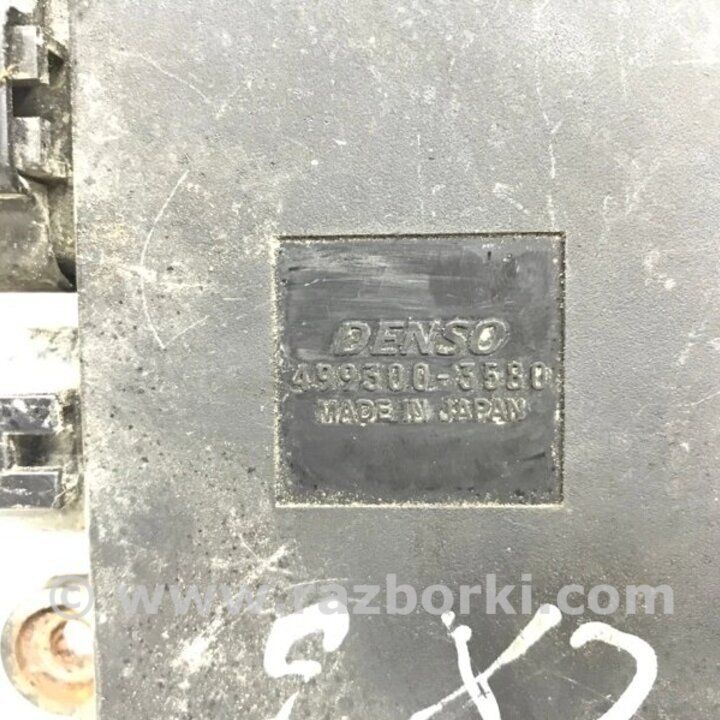 DENSO
499300-3580
MADE IN JAPAN
© www.razborki.com